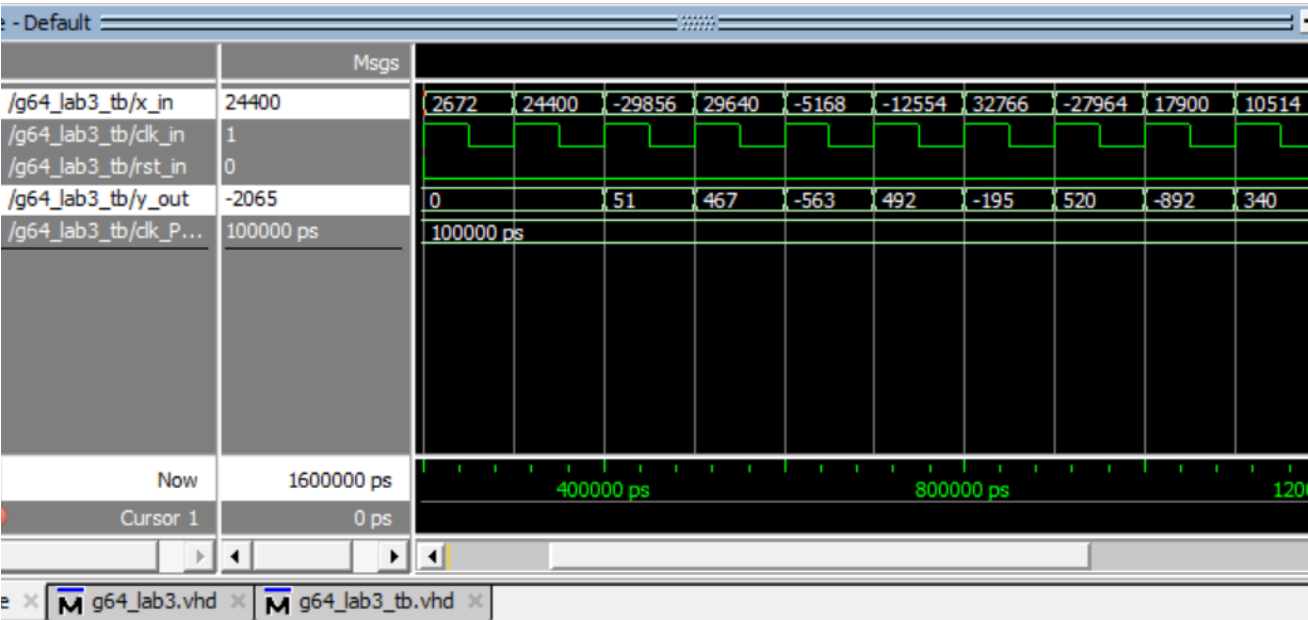 e - Default
Msgs
/g64_lab3_tb/x_in 24400 2672 24400 -29856 29640 -5168 -12554 32766 -27964 17900 10514
/g64_lab3_tb/clk_in 1
/g64_lab3_tb/rst_in 0
/g64_lab3_tb/y_out -2065 0 51 467 -563 492 -195 520 -892 340
/g64_lab3_tb/clk_P... 100000 ps 100000 ps
Now 1600000 ps 400000 ps 800000 ps 1200
Cursor 1 0 ps
e g64_lab3.vhd g64_lab3_tb.vhd